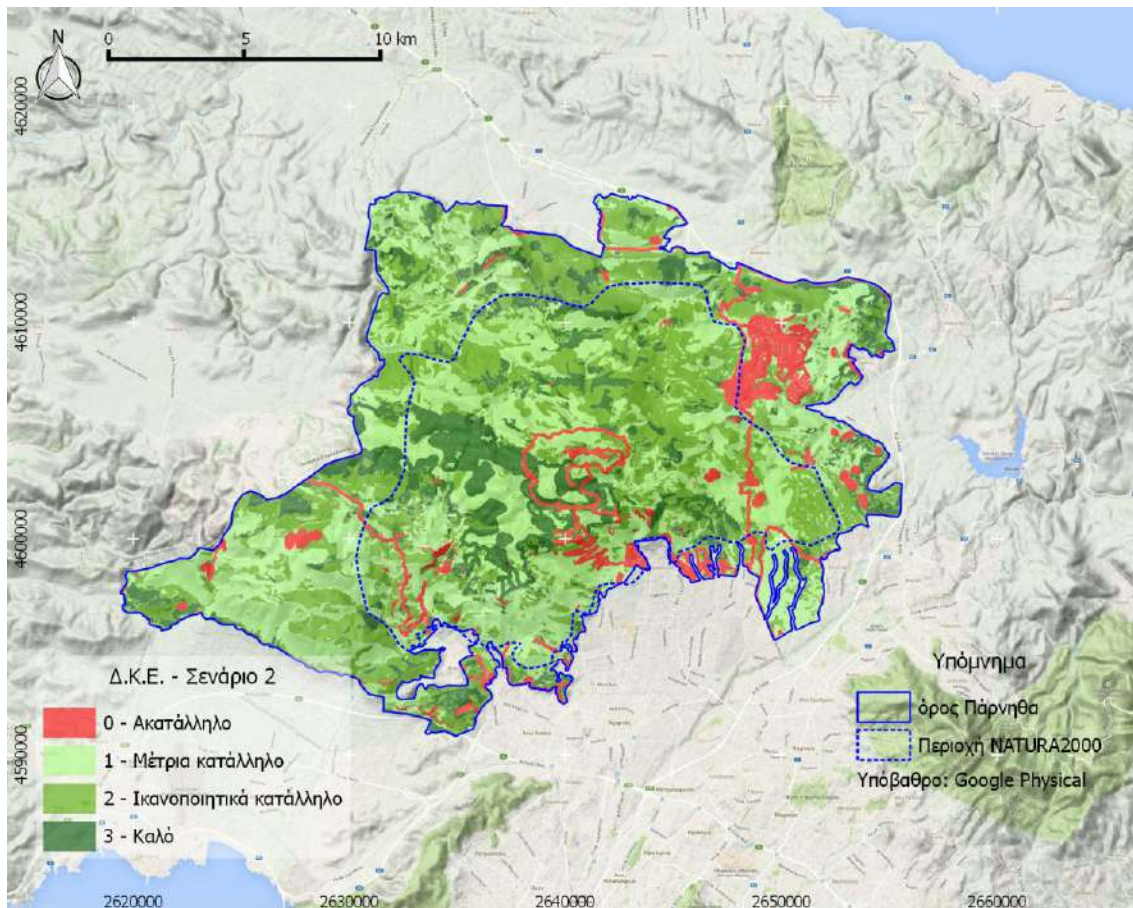 N
0
5
10 km
4620000
4610000
4600000
4590000
Δ.Κ.Ε. - Σενάριο 2
0 - Ακατάλληλο
1 - Μέτρια κατάλληλο
2 - Ικανοποιητικά κατάλληλο
3 - Καλό
Υπόμνημα
όρος Πάρνηθα
Περιοχή NATURA2000
Υπόβαθρο: Google Physical
2620000
2630000
2640000
2650000
2660000